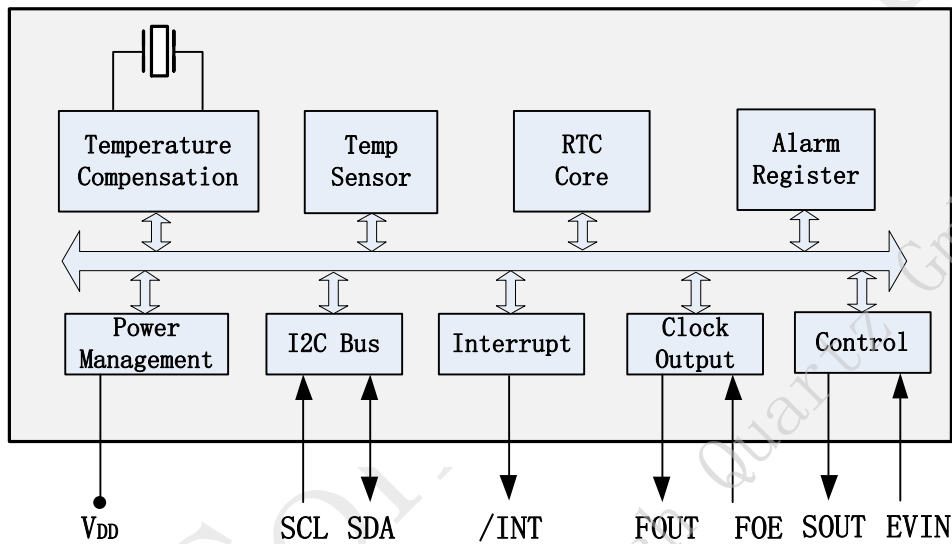 Temperature
Compensation
Temp
Sensor
RTC
Core
Alarm
Register
Power
Management
I2C Bus
Interrupt
Clock
Output
Control
VDD
SCL
SDA
/INT
FOUT
FOE
SOUT
EVIN
Quartz